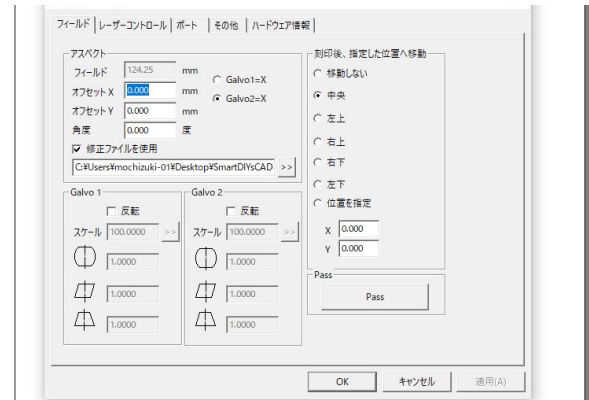 フィールド レーザーコントロール ポート その他 ハードウェア情報
アスペクト
フィールド 124.25 mm
オフセット X 0.000 mm
オフセット Y 0.000 mm
角度 0.000 度
Galvo1=X
Galvo2=X
修正ファイルを使用
C:¥Users¥mochizuki-01¥Desktop¥SmartDIYsCAD >>
Galvo 1
反転
スケール 100.0000 >>
1.0000
1.0000
1.0000
Galvo 2
反転
スケール 100.0000 >>
1.0000
1.0000
1.0000
刻印後、指定した位置へ移動
移動しない
中央
左上
右上
右下
左下
位置を指定
X 0.000
Y 0.000
Pass
Pass
OK キャンセル 適用(A)